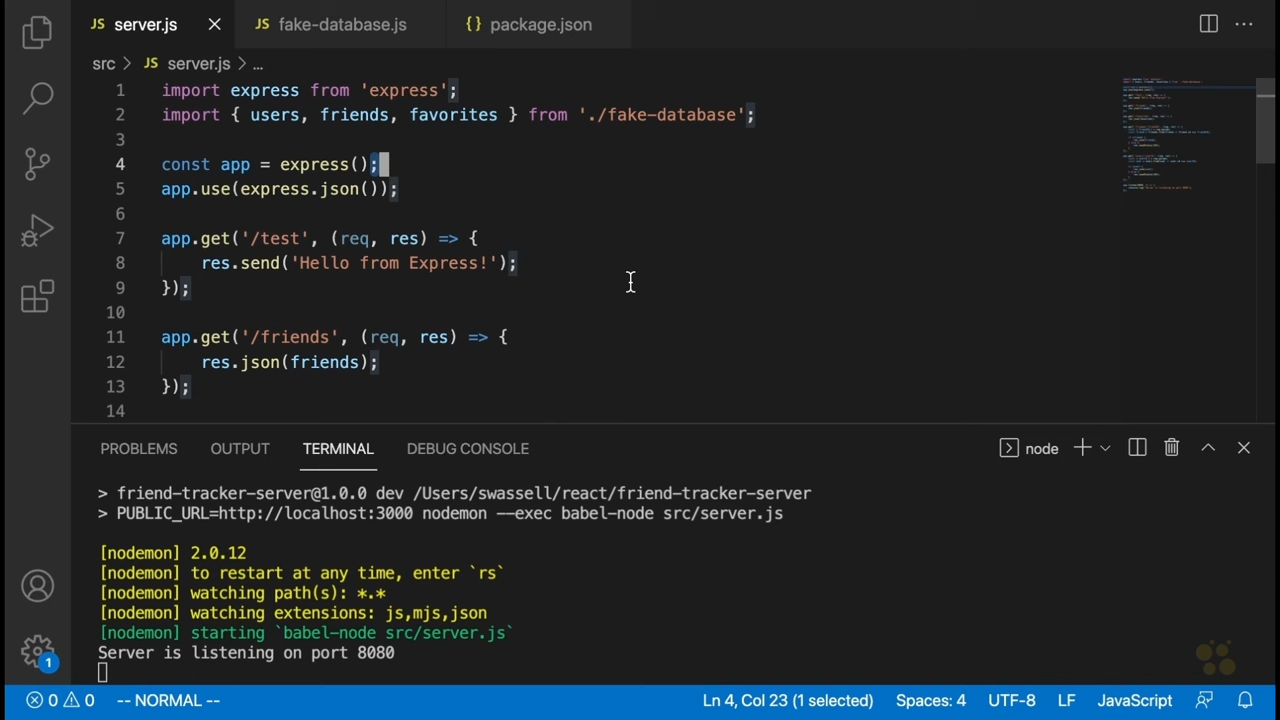 JS server.js × JS fake-database.js {} package.json ...
src > JS server.js > ...
1 import express from 'express';
2 import { users, friends, favorites } from './fake-database';
3
4 const app = express();
5 app.use(express.json());
6
7 app.get('/test', (req, res) => {
8 res.send('Hello from Express!');
9 });
10
11 app.get('/friends', (req, res) => {
12 res.json(friends);
13 });
14
PROBLEMS OUTPUT TERMINAL DEBUG CONSOLE node
> friend-tracker-server@1.0.0 dev /Users/swassell/react/friend-tracker-server
> PUBLIC_URL=http://localhost:3000 nodemon --exec babel-node src/server.js
[nodemon] 2.0.12
[nodemon] to restart at any time, enter `rs`
[nodemon] watching path(s): *.*
[nodemon] watching extensions: js,mjs,json
[nodemon] starting `babel-node src/server.js`
Server is listening on port 8080
1
0 0 -- NORMAL -- Ln 4, Col 23 (1 selected) Spaces: 4 UTF-8 LF JavaScript